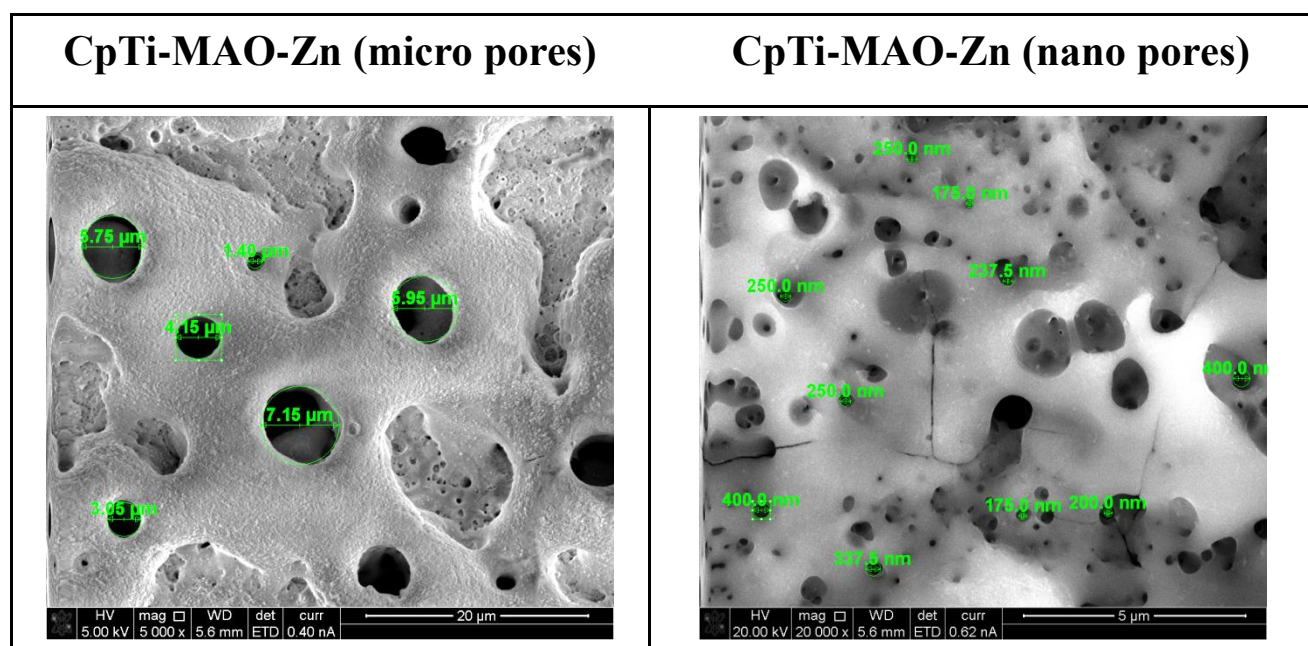 CpTi-MAO-Zn (micro pores)
CpTi-MAO-Zn (nano pores)
5.75 µm
1.40 µm
5.95 µm
4.15 µm
7.15 µm
3.05 µm
HV mag WD det curr
5.00 kV 5 000 x 5.6 mm ETD 0.40 nA
20 µm
250.0 nm
175.0 nm
237.5 nm
250.0 nm
400.0 n
250.0 nm
400.0 nm
175.0 nm
200.0 nm
337.5 nm
HV mag WD det curr
20.00 kV 20 000 x 5.6 mm ETD 0.62 nA
5 µm